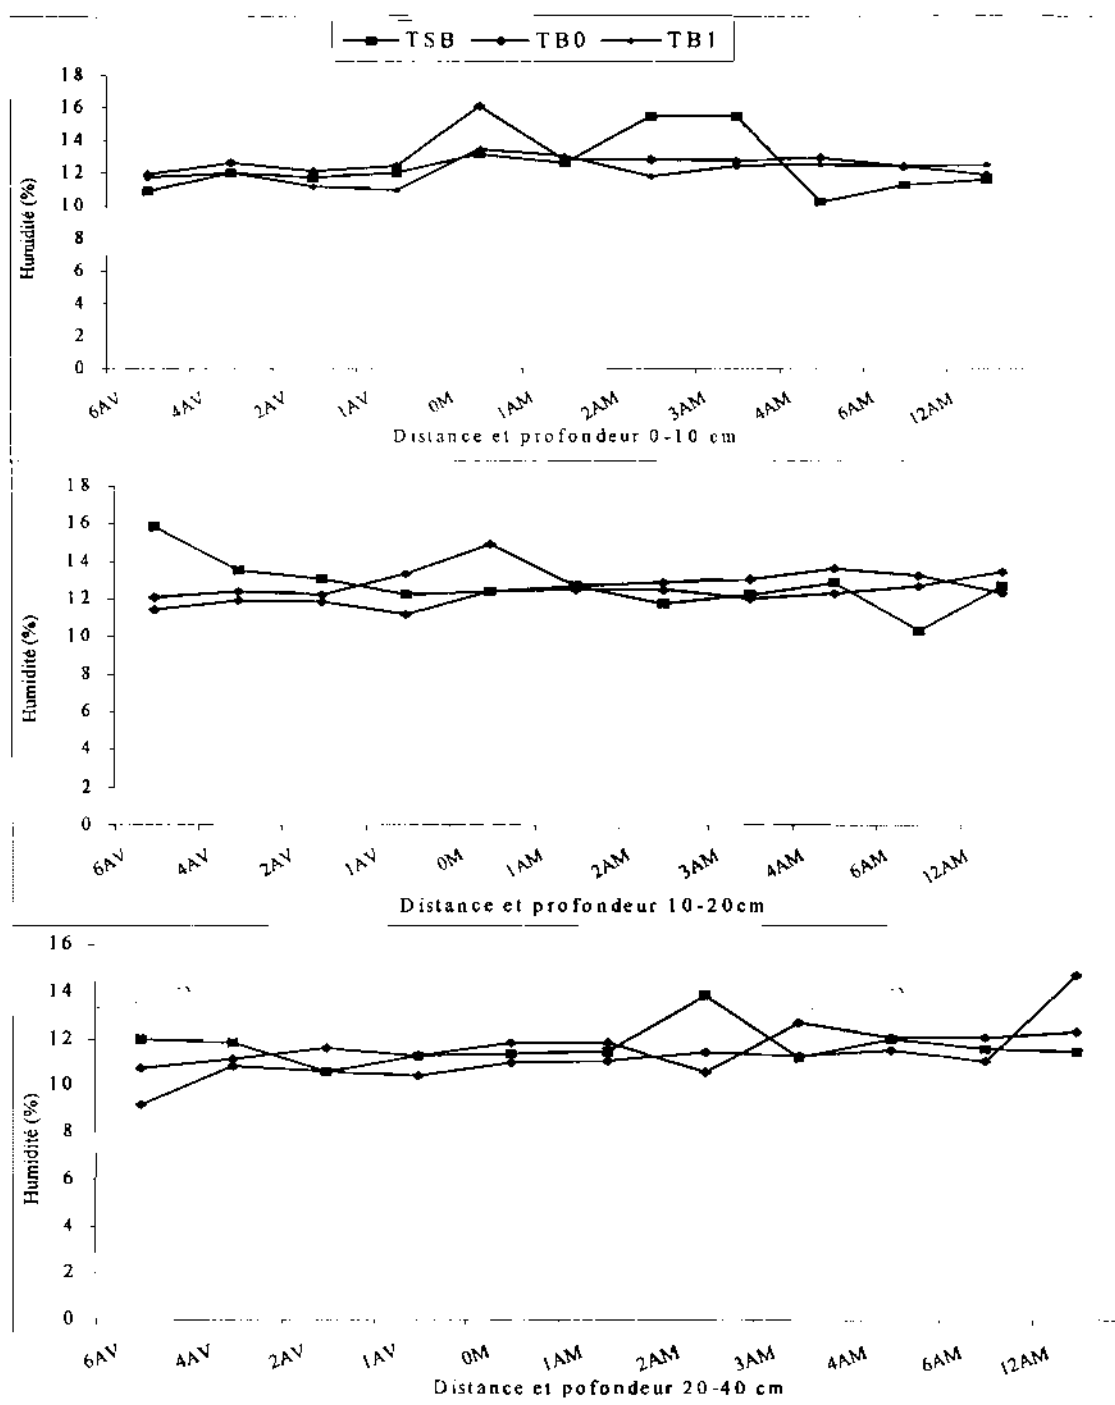 TSB TB0 TB1
18
16
14
12
10
8
6
4
2
0
Humidité (%)
6AV 4AV 2AV 1AV 0M 1AM 2AM 3AM 4AM 6AM 12AM
Distance et profondeur 0-10 cm
18
16
14
12
10
8
6
4
2
0
Humidité (%)
6AV 4AV 2AV 1AV 0M 1AM 2AM 3AM 4AM 6AM 12AM
Distance et profondeur 10-20cm
16
14
12
10
8
6
4
2
0
Humidité (%)
6AV 4AV 2AV 1AV 0M 1AM 2AM 3AM 4AM 6AM 12AM
Distance et pofondeur 20-40 cm